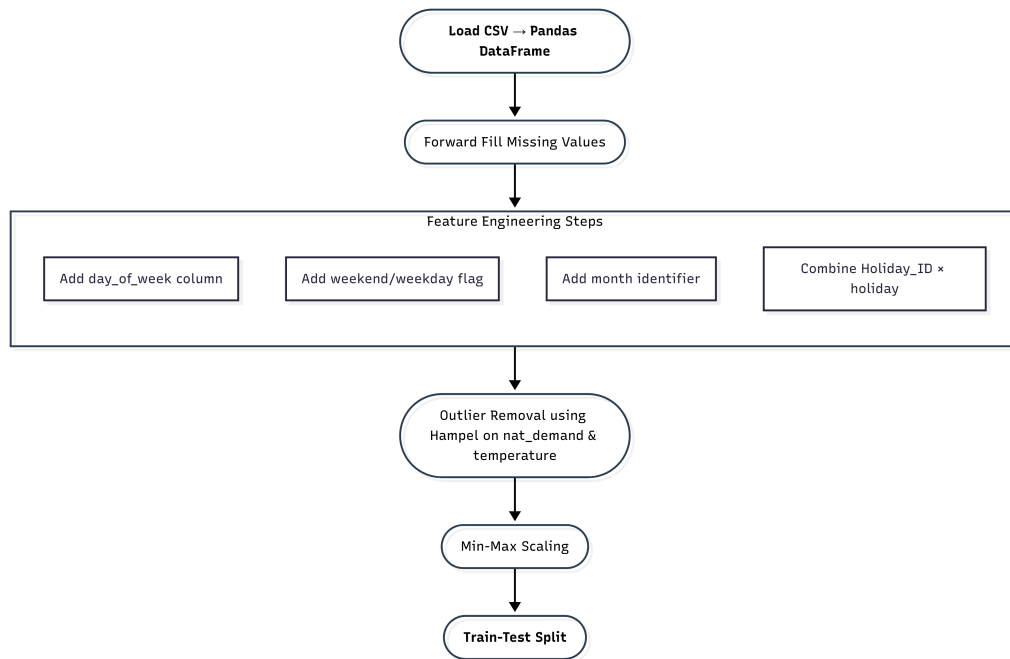 Load CSV → Pandas
DataFrame
Forward Fill Missing Values
Feature Engineering Steps
Add day_of_week column
Add weekend/weekday flag
Add month identifier
Combine Holiday_ID ×
holiday
Outlier Removal using
Hampel on nat_demand &
temperature
Min-Max Scaling
Train-Test Split